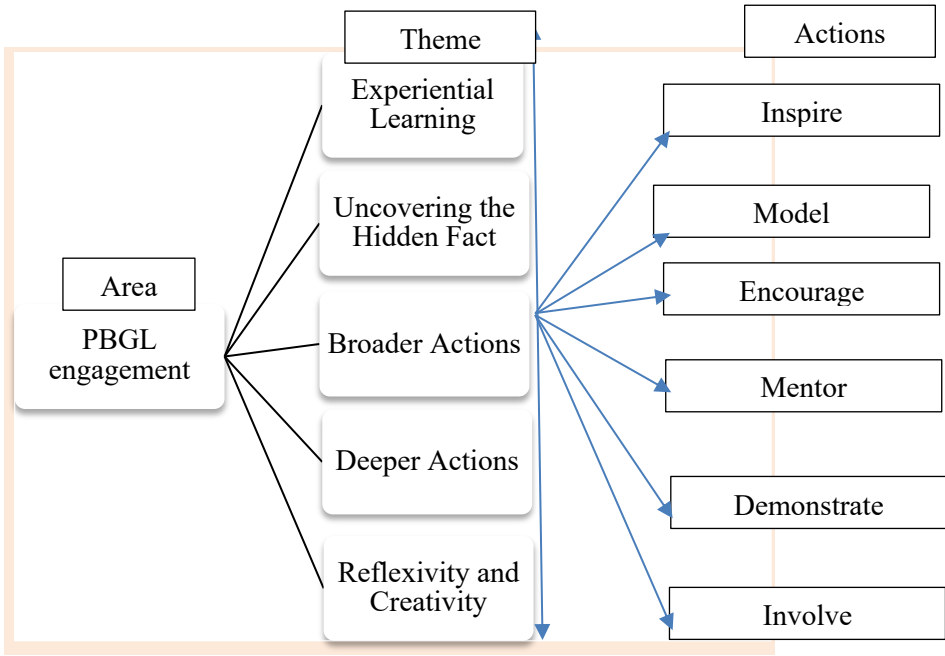 Theme
Actions
Experiential
Learning
Inspire
Uncovering the
Hidden Fact
Model
Area
PBGL
engagement
Encourage
Broader Actions
Mentor
Deeper Actions
Demonstrate
Reflexivity and
Creativity
Involve